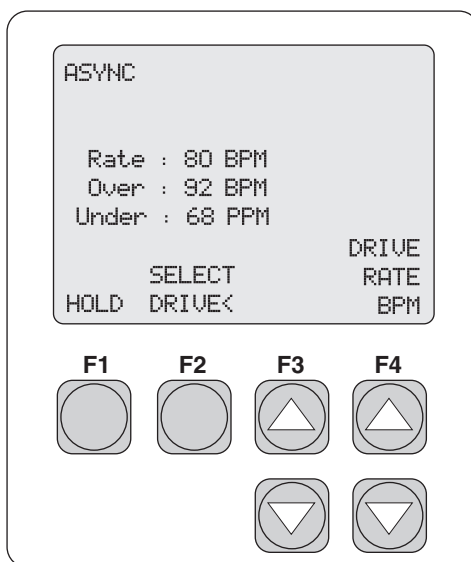 ASYNC
Rate : 80 BPM
Over : 92 BPM
Under : 68 PPM
DRIVE
SELECT RATE
HOLD DRIVE< BPM
F1 F2 F3 F4